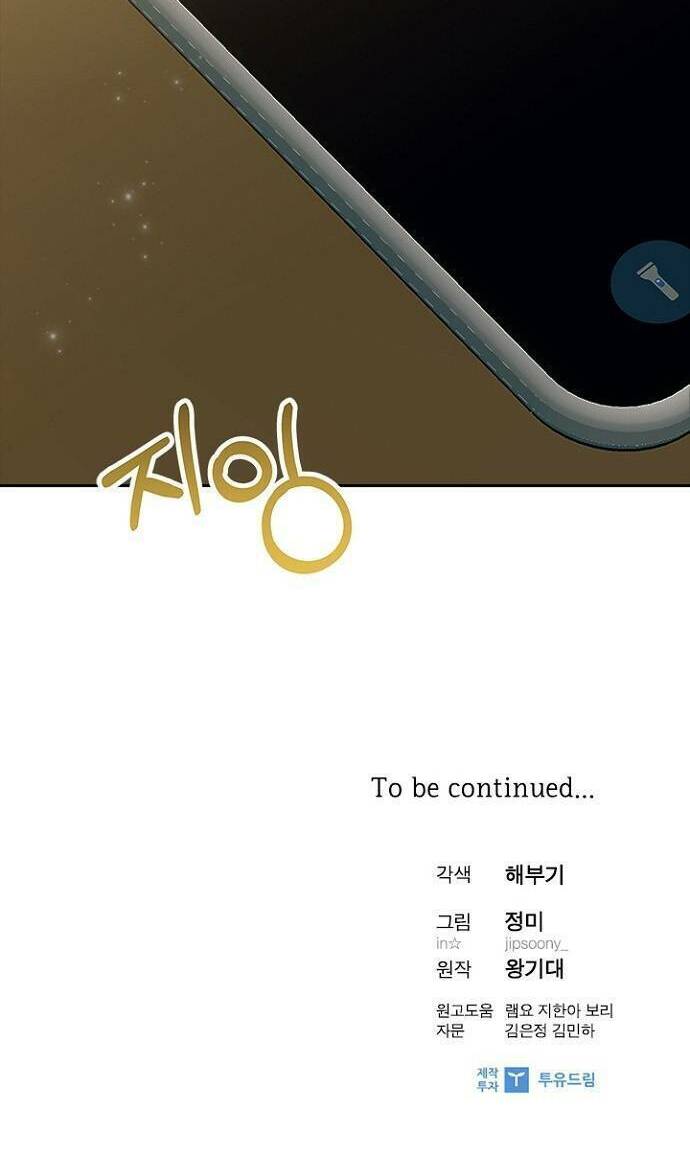 지잉
To be continued...
각색 해부기
그림 정미
in☆ jipsoony_
원작 왕기대
원고도움 램요 지한아 보리
자문 김은정 김민하
제작
투자 투유드림